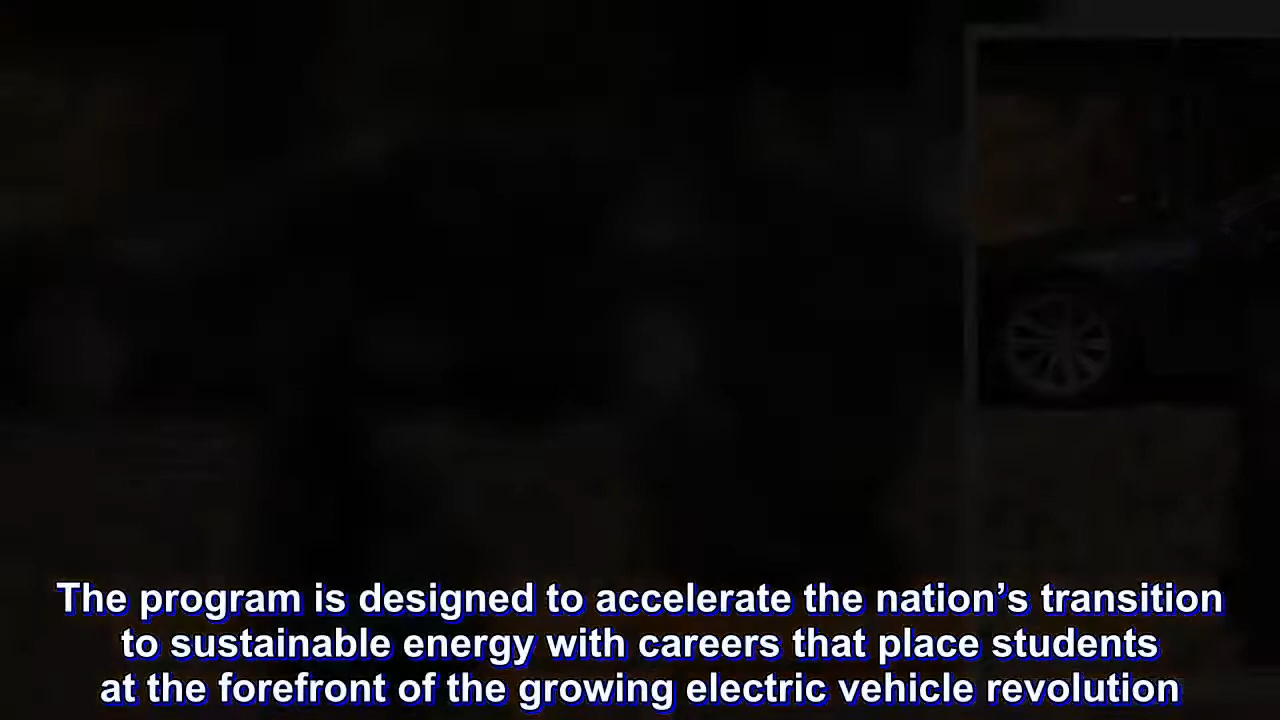 The program is designed to accelerate the nation’s transition
to sustainable energy with careers that place students
at the forefront of the growing electric vehicle revolution